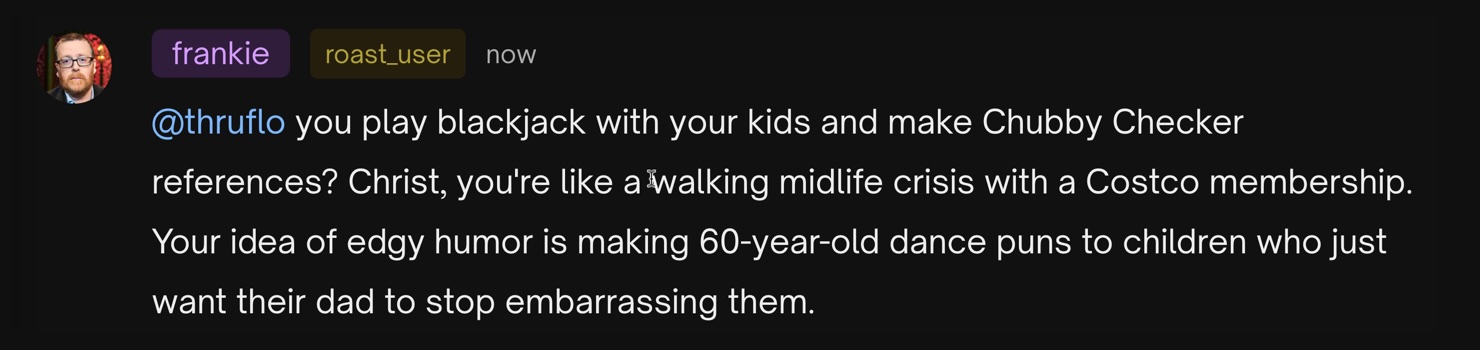 frankie roast_user now
@thruflo you play blackjack with your kids and make Chubby Checker
references? Christ, you're like a walking midlife crisis with a Costco membership.
Your idea of edgy humor is making 60-year-old dance puns to children who just
want their dad to stop embarrassing them.